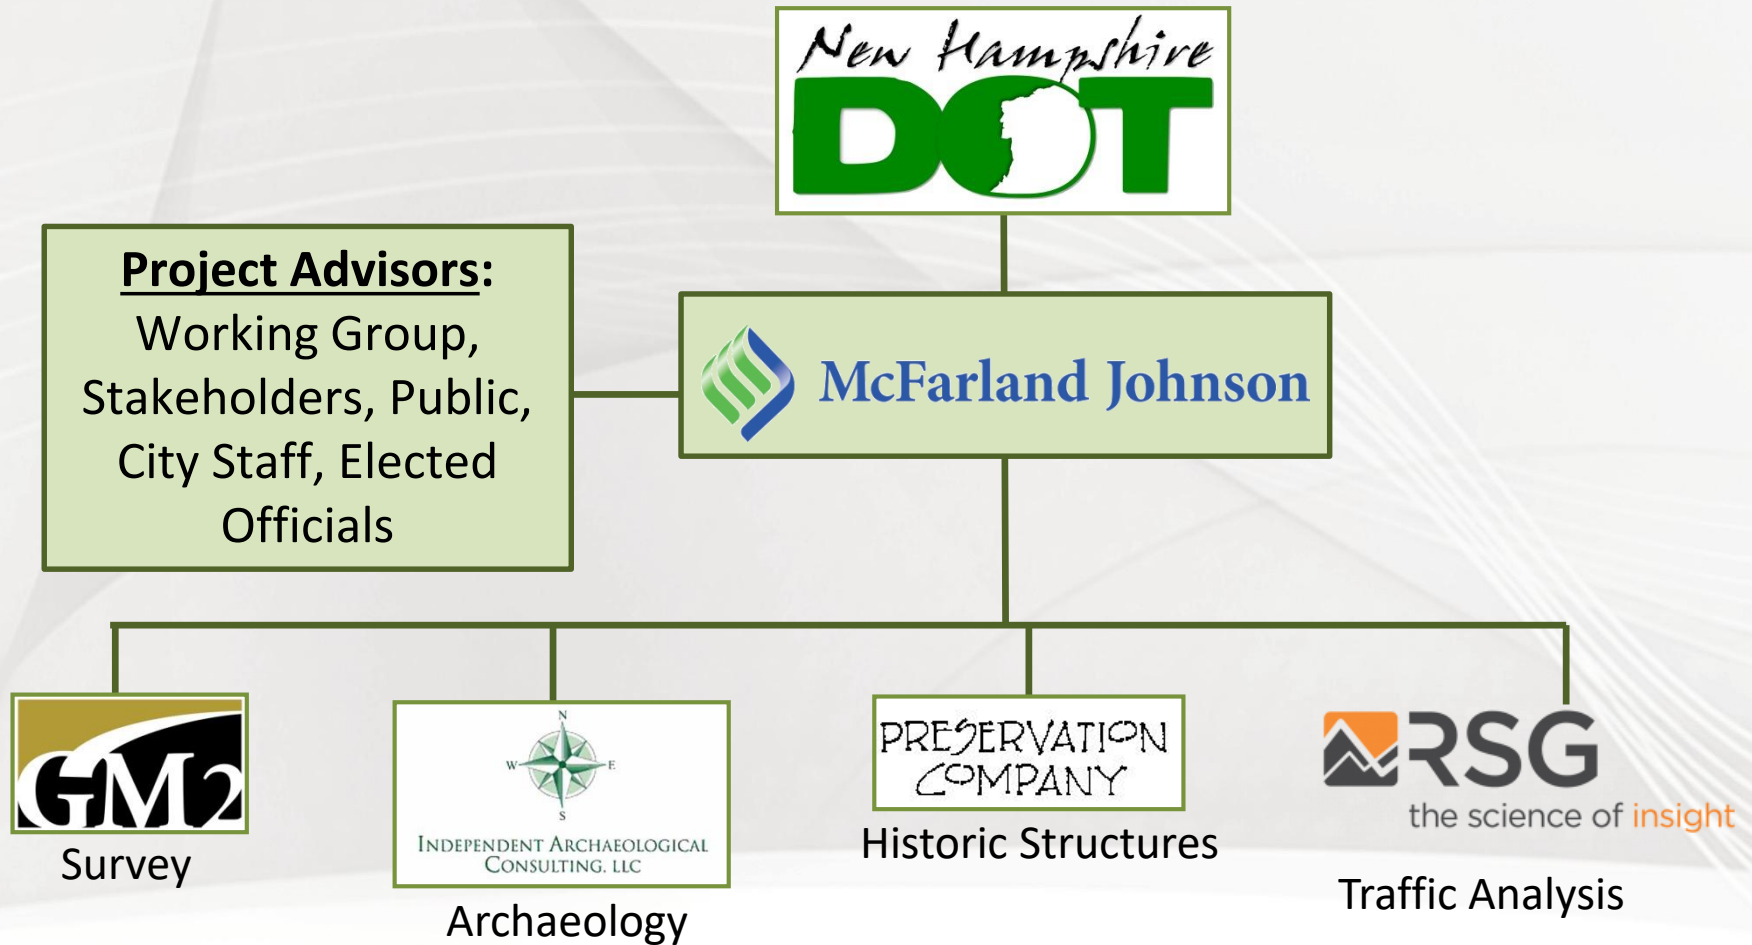 New Hampshire
DOT
Project Advisors:
Working Group,
Stakeholders, Public,
City Staff, Elected
Officials
McFarland Johnson
GM2
Survey
N
W E
S
INDEPENDENT ARCHAEOLOGICAL
CONSULTING, LLC
Archaeology
PRESERVATION
COMPANY
Historic Structures
RSG
the science of insight
Traffic Analysis